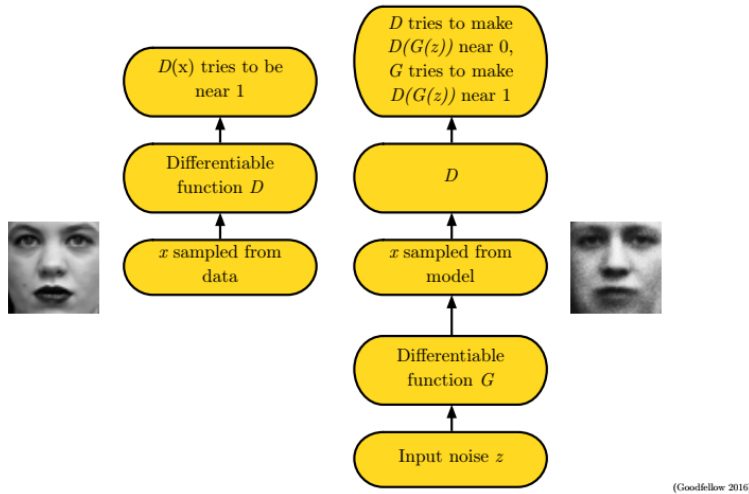 D(x) tries to be
near 1
Differentiable
function D
x sampled from
data
D tries to make
D(G(z)) near 0,
G tries to make
D(G(z)) near 1
D
x sampled from
model
Differentiable
function G
Input noise z
(Goodfellow 2016)